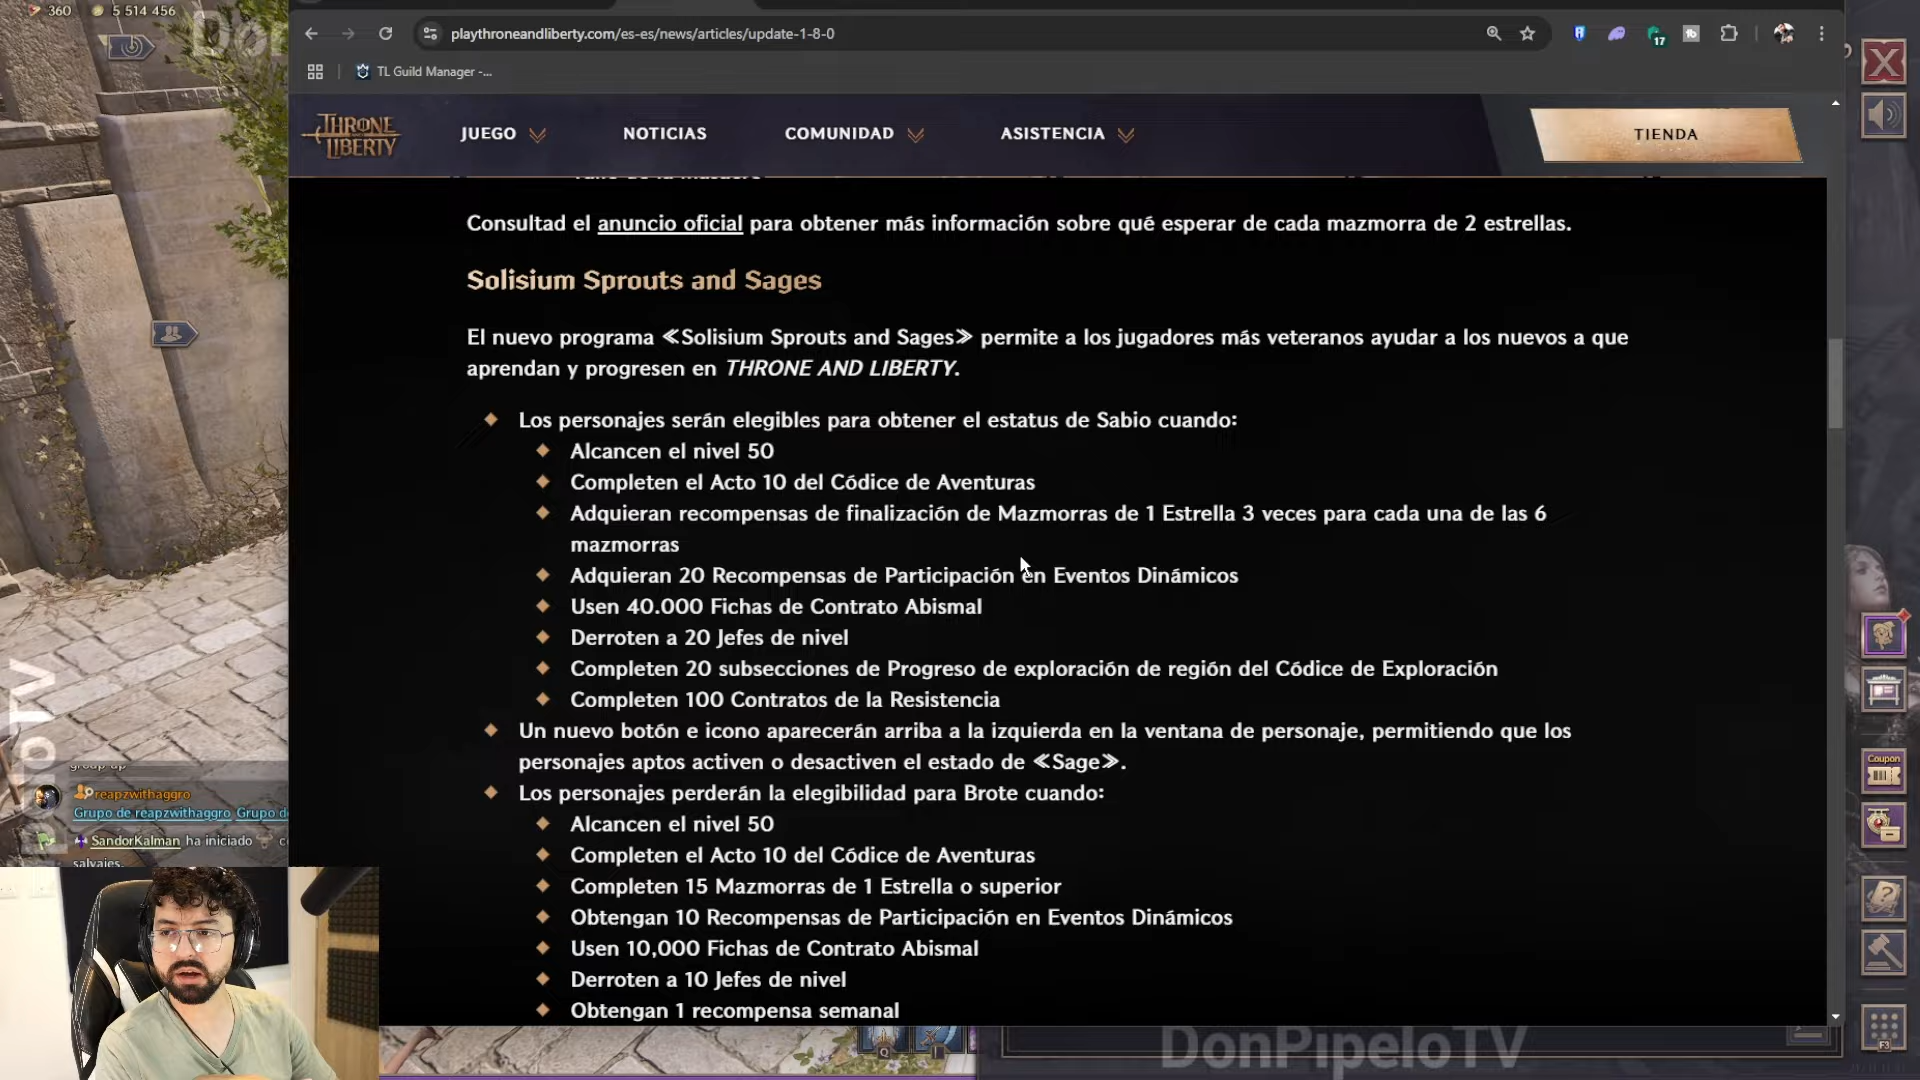 360
5 514 456
playthroneandliberty.com/es-es/news/articles/update-1-8-0
17
TL Guild Manager -...
THRONE AND LIBERTY
JUEGO
NOTICIAS
COMUNIDAD
ASISTENCIA
TIENDA
Consultad el anuncio oficial para obtener más información sobre qué esperar de cada mazmorra de 2 estrellas.
Solisium Sprouts and Sages
El nuevo programa ≪Solisium Sprouts and Sages≫ permite a los jugadores más veteranos ayudar a los nuevos a que
aprendan y progresen en THRONE AND LIBERTY.
Los personajes serán elegibles para obtener el estatus de Sabio cuando:
Alcancen el nivel 50
Completen el Acto 10 del Códice de Aventuras
Adquieran recompensas de finalización de Mazmorras de 1 Estrella 3 veces para cada una de las 6
mazmorras
Adquieran 20 Recompensas de Participación en Eventos Dinámicos
Usen 40.000 Fichas de Contrato Abismal
Derroten a 20 Jefes de nivel
Completen 20 subsecciones de Progreso de exploración de región del Códice de Exploración
Completen 100 Contratos de la Resistencia
Un nuevo botón e icono aparecerán arriba a la izquierda en la ventana de personaje, permitiendo que los
personajes aptos activen o desactiven el estado de ≪Sage≫.
Los personajes perderán la elegibilidad para Brote cuando:
Alcancen el nivel 50
Completen el Acto 10 del Códice de Aventuras
Completen 15 Mazmorras de 1 Estrella o superior
Obtengan 10 Recompensas de Participación en Eventos Dinámicos
Usen 10,000 Fichas de Contrato Abismal
Derroten a 10 Jefes de nivel
Obtengan 1 recompensa semanal
group-up
reapzwithaggro
Grupo de reapzwithaggro Grupo de
SandorKalman ha iniciado
salvajes.
Coupon
Q
F3
DonPipeloTV